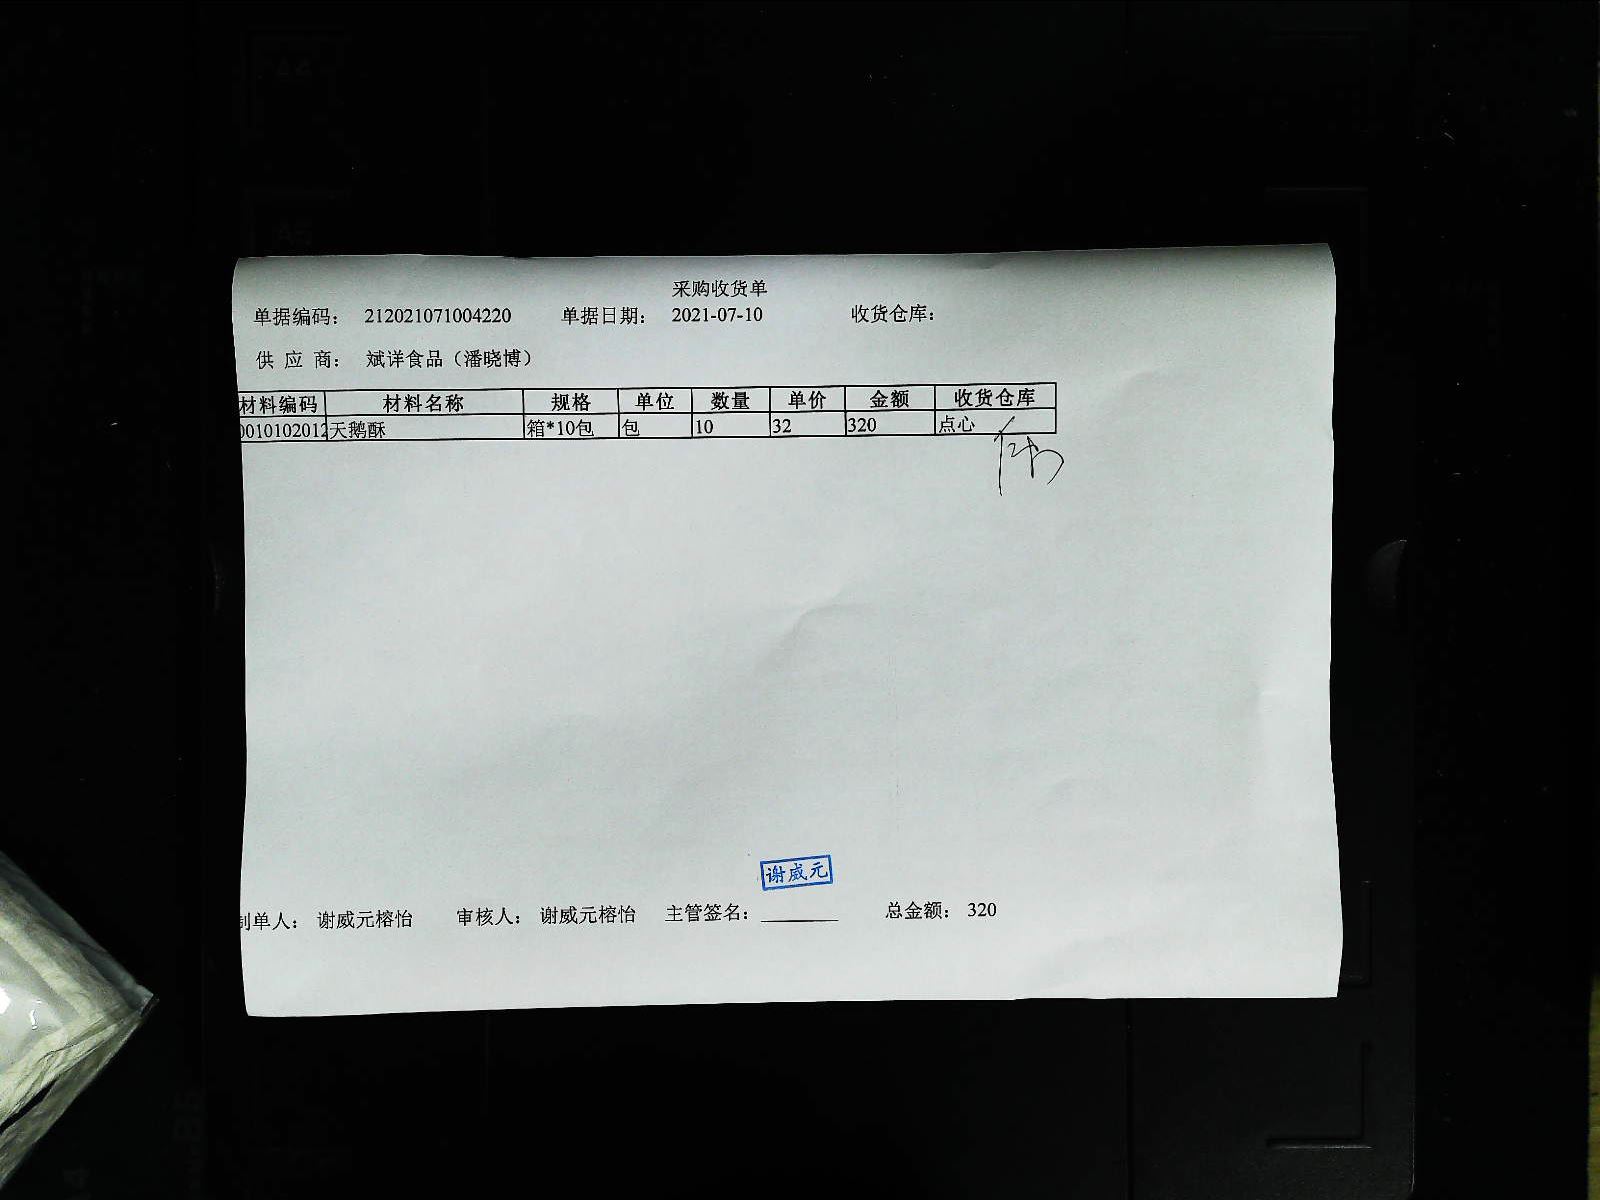 采购收货单
单据编码： 212021071004220 单据日期： 2021-07-10 收货仓库：
供 应 商： 斌详食品（潘晓博）
材料编码 材料名称 规格 单位 数量 单价 金额 收货仓库
0010102012 天鹅酥 箱*10包 包 10 32 320 点心
谢威元
制单人： 谢威元榕怡 审核人： 谢威元榕怡 主管签名： 总金额： 320